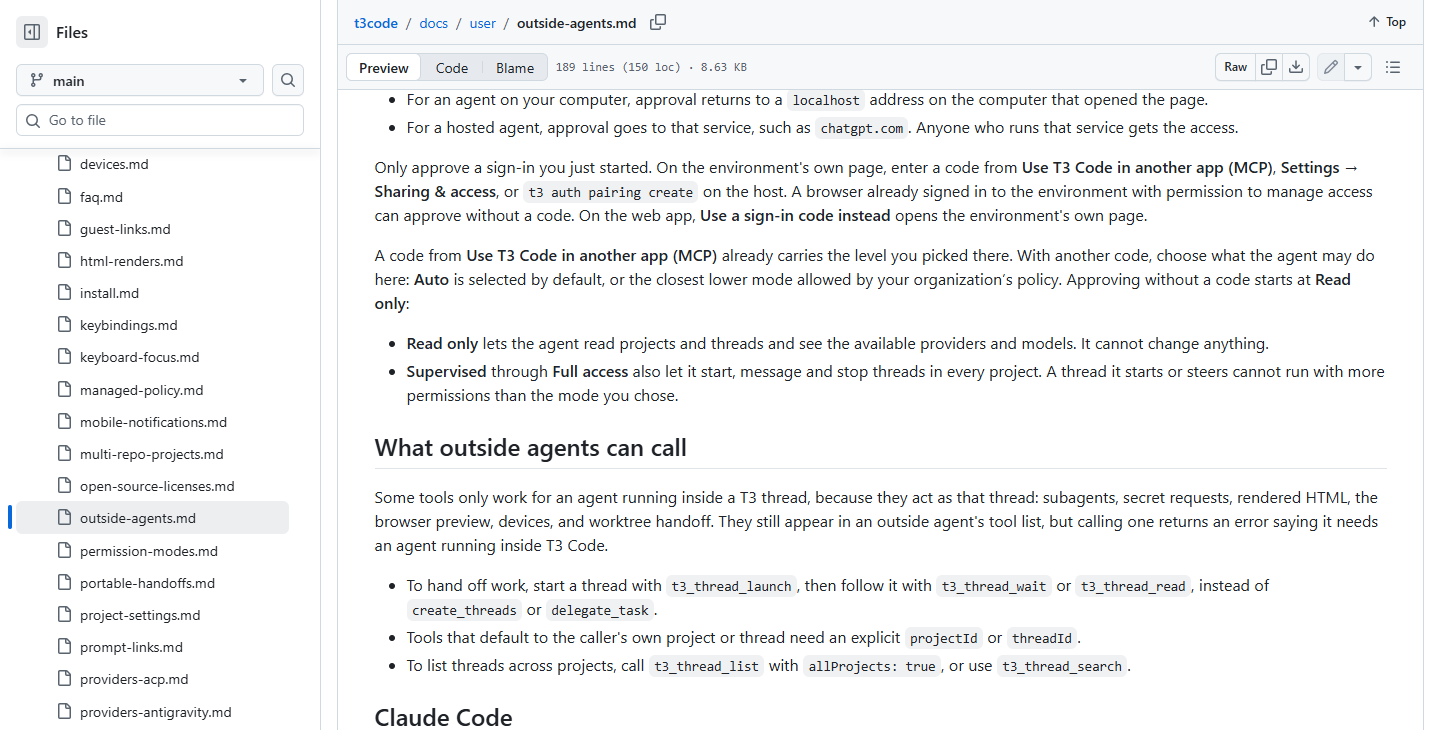 Files
main
Go to file
devices.md
faq.md
guest-links.md
html-renders.md
install.md
keybindings.md
keyboard-focus.md
managed-policy.md
mobile-notifications.md
multi-repo-projects.md
open-source-licenses.md
outside-agents.md
permission-modes.md
portable-handoffs.md
project-settings.md
prompt-links.md
providers-acp.md
providers-antigravity.md
t3code / docs / user / outside-agents.md
Top
Preview Code Blame 189 lines (150 loc) · 8.63 KB
Raw
• For an agent on your computer, approval returns to a localhost address on the computer that opened the page.
• For a hosted agent, approval goes to that service, such as chatgpt.com. Anyone who runs that service gets the access.
Only approve a sign-in you just started. On the environment's own page, enter a code from Use T3 Code in another app (MCP), Settings →
Sharing & access, or t3 auth pairing create on the host. A browser already signed in to the environment with permission to manage access
can approve without a code. On the web app, Use a sign-in code instead opens the environment's own page.
A code from Use T3 Code in another app (MCP) already carries the level you picked there. With another code, choose what the agent may do
here: Auto is selected by default, or the closest lower mode allowed by your organization’s policy. Approving without a code starts at Read
only:
• Read only lets the agent read projects and threads and see the available providers and models. It cannot change anything.
• Supervised through Full access also let it start, message and stop threads in every project. A thread it starts or steers cannot run with more
permissions than the mode you chose.
What outside agents can call
Some tools only work for an agent running inside a T3 thread, because they act as that thread: subagents, secret requests, rendered HTML, the
browser preview, devices, and worktree handoff. They still appear in an outside agent's tool list, but calling one returns an error saying it needs
an agent running inside T3 Code.
• To hand off work, start a thread with t3_thread_launch, then follow it with t3_thread_wait or t3_thread_read, instead of
create_threads or delegate_task.
• Tools that default to the caller's own project or thread need an explicit projectId or threadId.
• To list threads across projects, call t3_thread_list with allProjects: true, or use t3_thread_search.
Claude Code